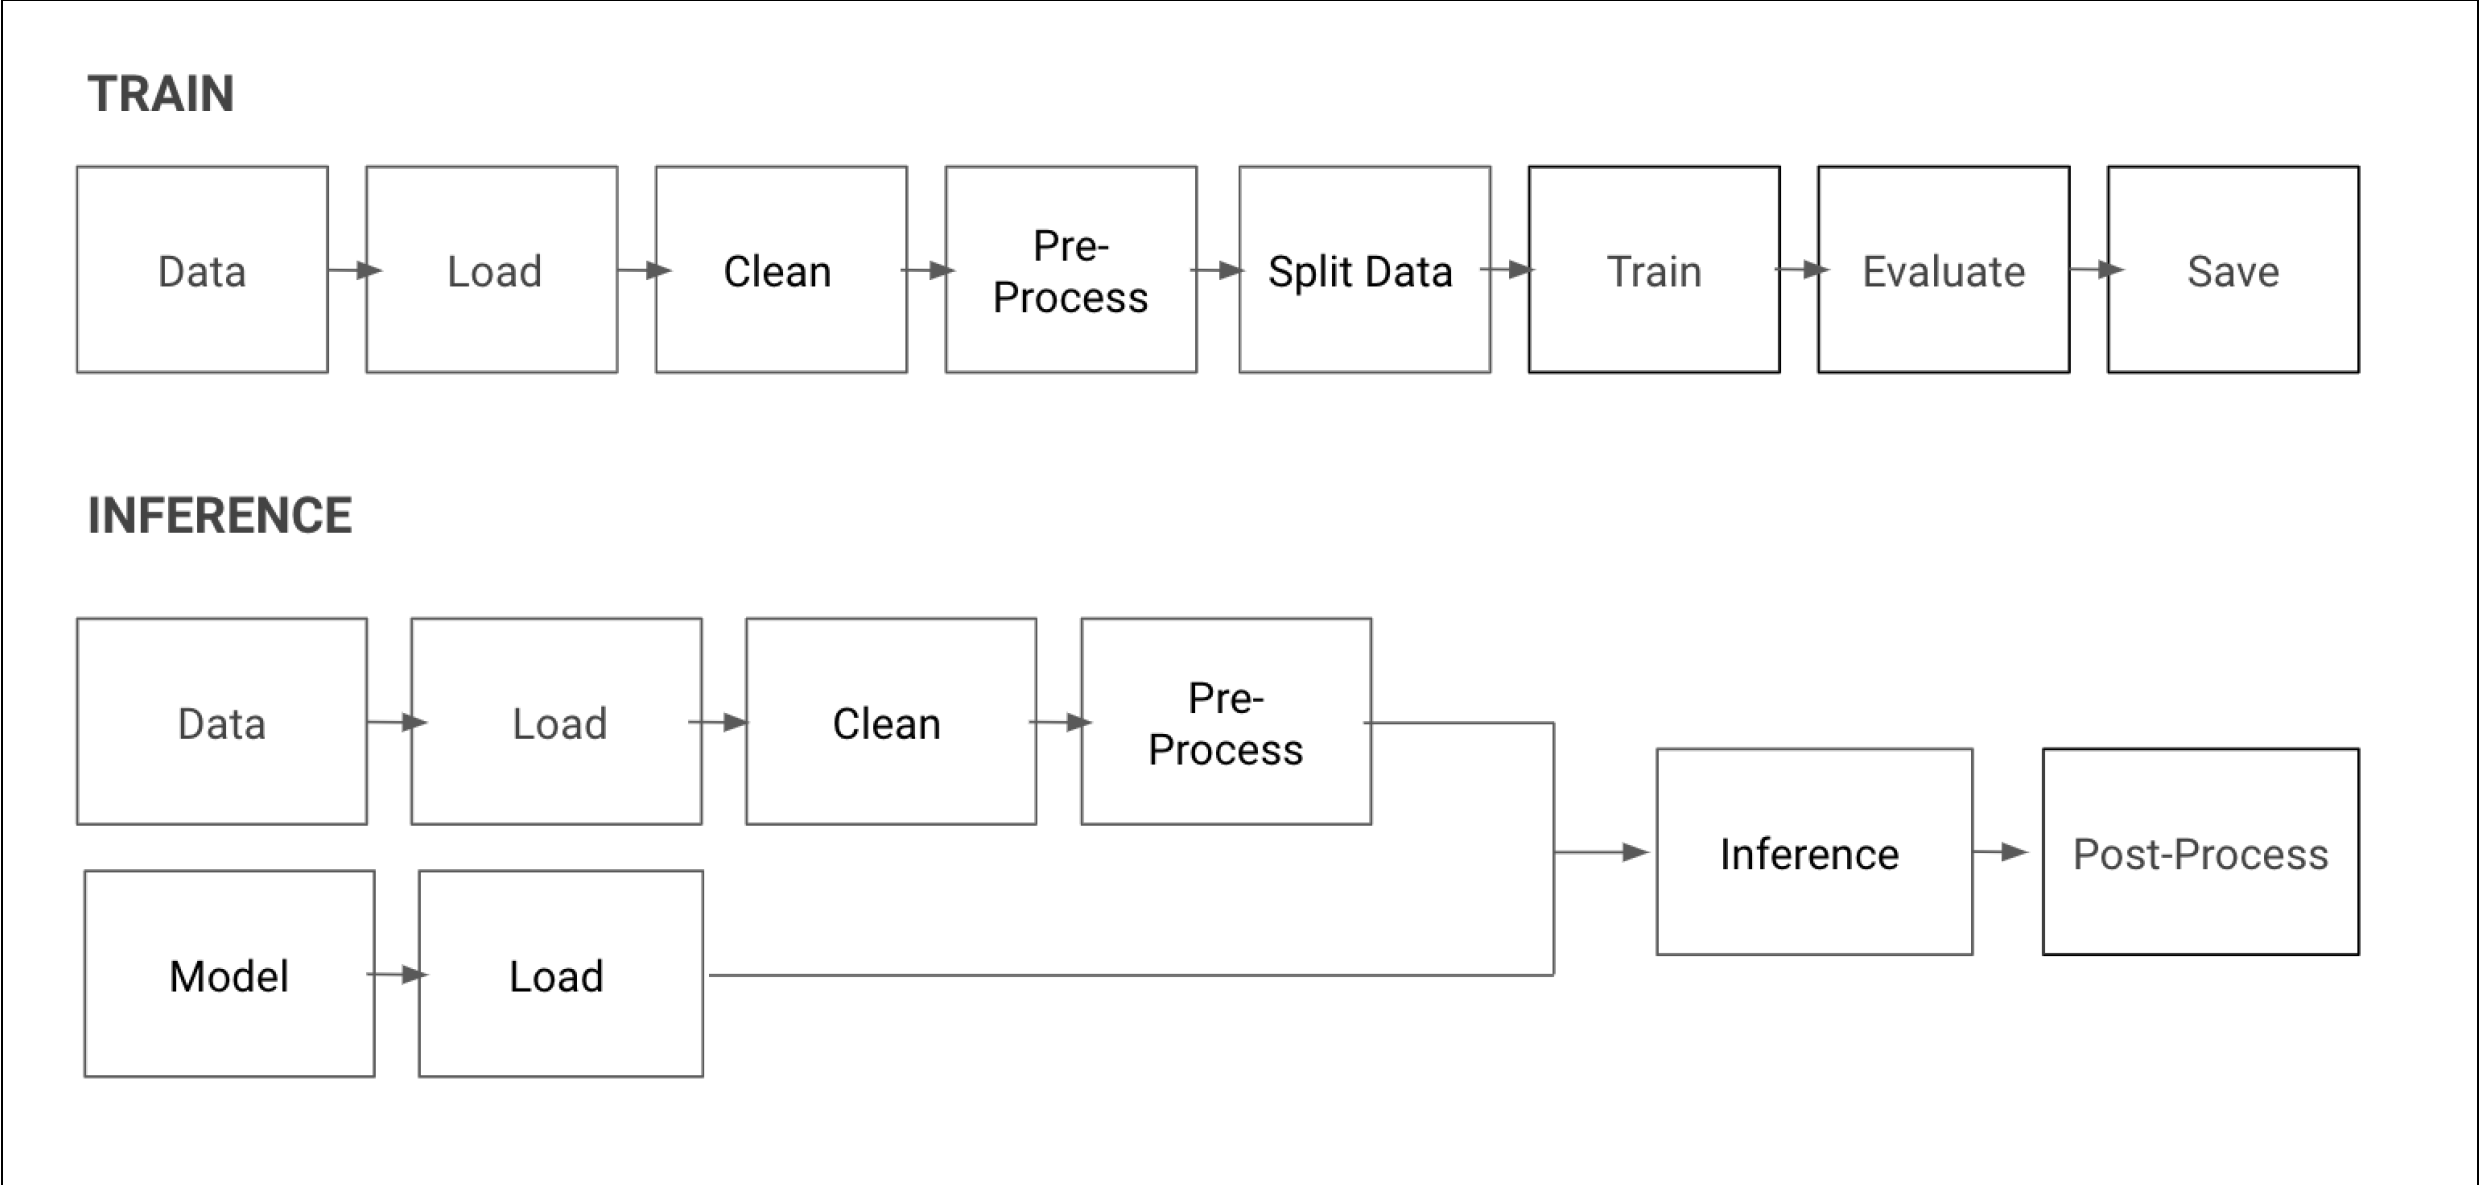 TRAIN
Data
Load
Clean
Pre-
Process
Split Data
Train
Evaluate
Save
INFERENCE
Data
Load
Clean
Pre-
Process
Model
Load
Inference
Post-Process